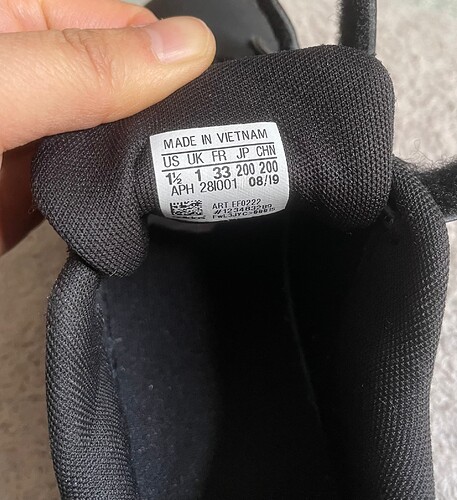 MADE IN VIETNAM
US UK FR JP CHN
1½ 1 33 200 200
APH 28I001 08/19
ART.EF0222